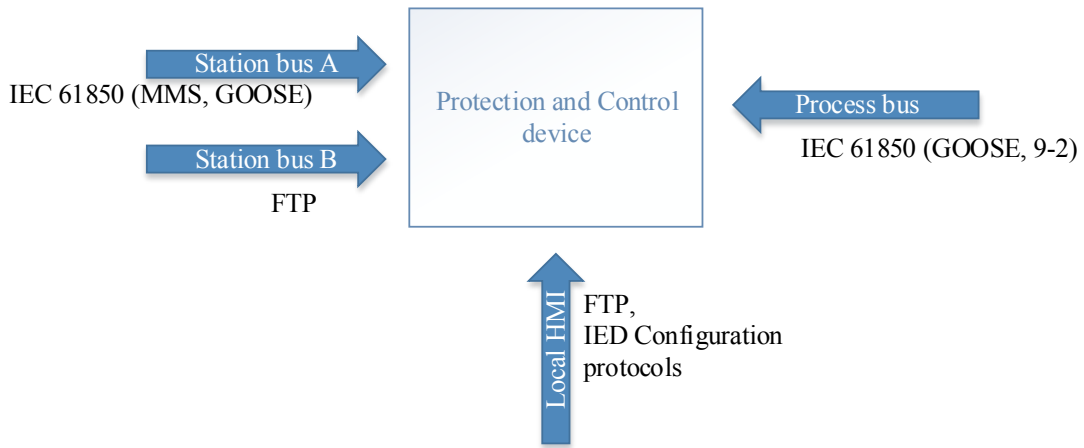 Station bus A
IEC 61850 (MMS, GOOSE)
Station bus B
FTP
Protection and Control
device
Process bus
IEC 61850 (GOOSE, 9-2)
Local HMI
FTP,
IED Configuration
protocols